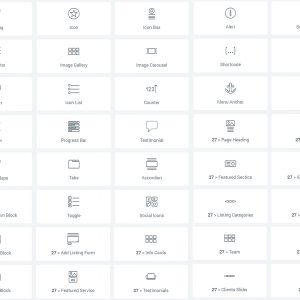 Icon
Icon Box
Alert
Image Gallery
Image Carousel
Shortcode
Icon List
Counter
Menu Anchor
Progress Bar
Testimonial
27 > Page Heading
Tabs
Accordion
27 > Featured Section
Toggle
Social Icons
27 > Listing Categories
Block
27 > Add Listing Form
27 > Info Cards
27 > Team
Block
27 > Featured Service
27 > Testimonials
27 > Clients Slider